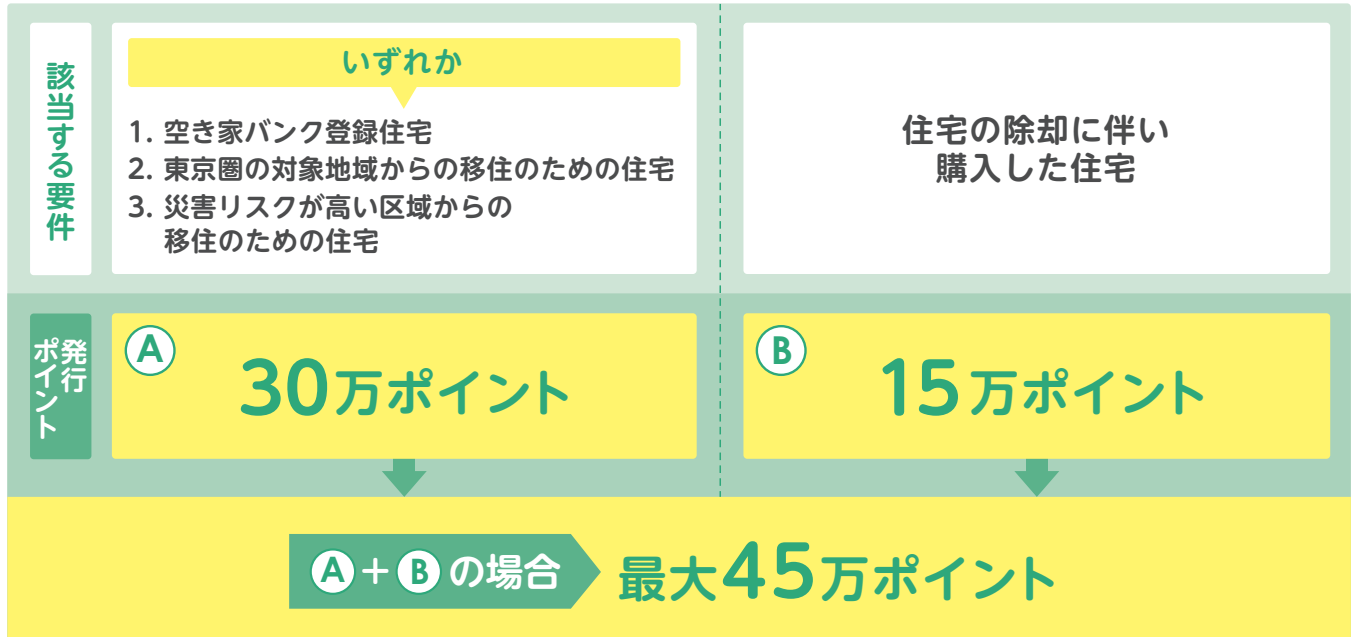 該当する要件
いずれか
1. 空き家バンク登録住宅
2. 東京圏の対象地域からの移住のための住宅
3. 災害リスクが高い区域からの
移住のための住宅
住宅の除却に伴い
購入した住宅
発行
ポイント
A
30万ポイント
B
15万ポイント
A+Bの場合
最大45万ポイント